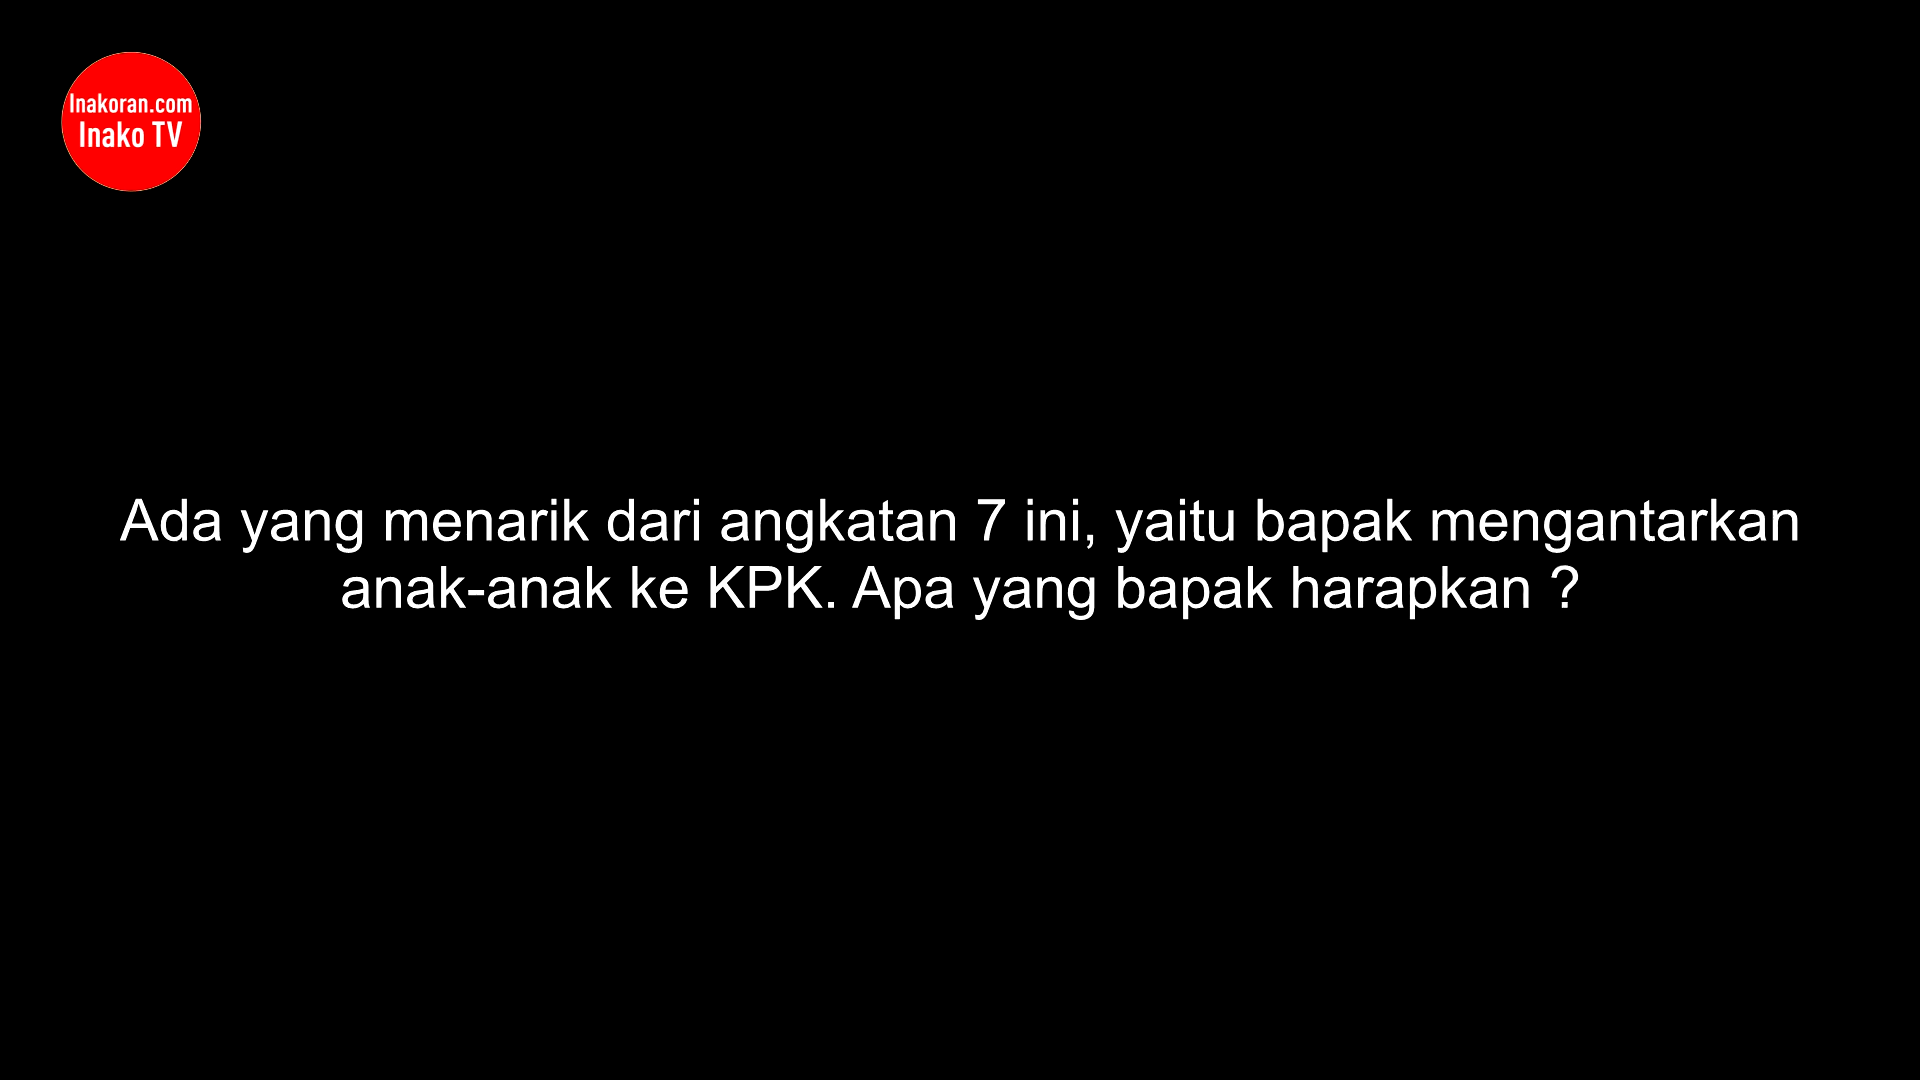 Inakoran.com
Inako TV
Ada yang menarik dari angkatan 7 ini, yaitu bapak mengantarkan
anak-anak ke KPK. Apa yang bapak harapkan ?